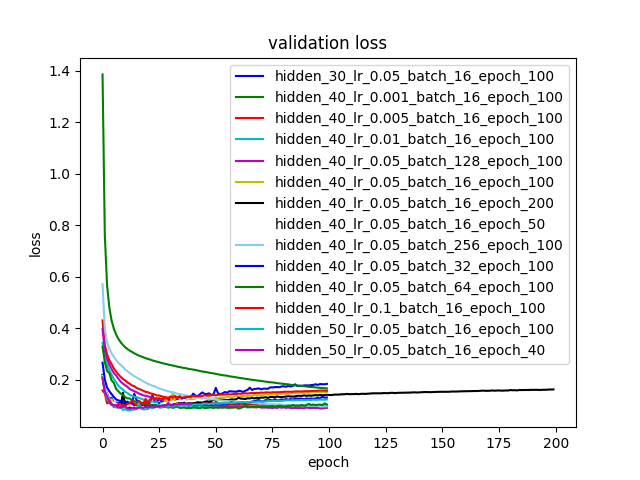 validation loss
hidden_30_lr_0.05_batch_16_epoch_100
hidden_40_lr_0.001_batch_16_epoch_100
hidden_40_lr_0.005_batch_16_epoch_100
hidden_40_lr_0.01_batch_16_epoch_100
hidden_40_lr_0.05_batch_128_epoch_100
hidden_40_lr_0.05_batch_16_epoch_100
hidden_40_lr_0.05_batch_16_epoch_200
hidden_40_lr_0.05_batch_16_epoch_50
hidden_40_lr_0.05_batch_256_epoch_100
hidden_40_lr_0.05_batch_32_epoch_100
hidden_40_lr_0.05_batch_64_epoch_100
hidden_40_lr_0.1_batch_16_epoch_100
hidden_50_lr_0.05_batch_16_epoch_100
hidden_50_lr_0.05_batch_16_epoch_40
1.4
1.2
1.0
0.8
0.6
0.4
0.2
loss
0 25 50 75 100 125 150 175 200
epoch